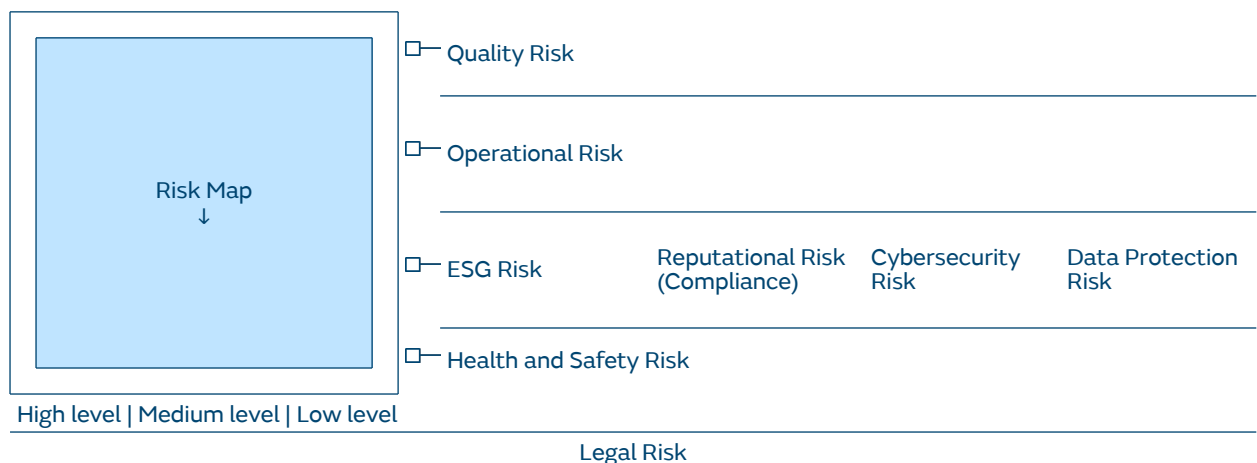 Quality Risk
Operational Risk
Risk Map
↓
ESG Risk
Reputational Risk
(Compliance)
Cybersecurity
Risk
Data Protection
Risk
Health and Safety Risk
High level | Medium level | Low level
Legal Risk